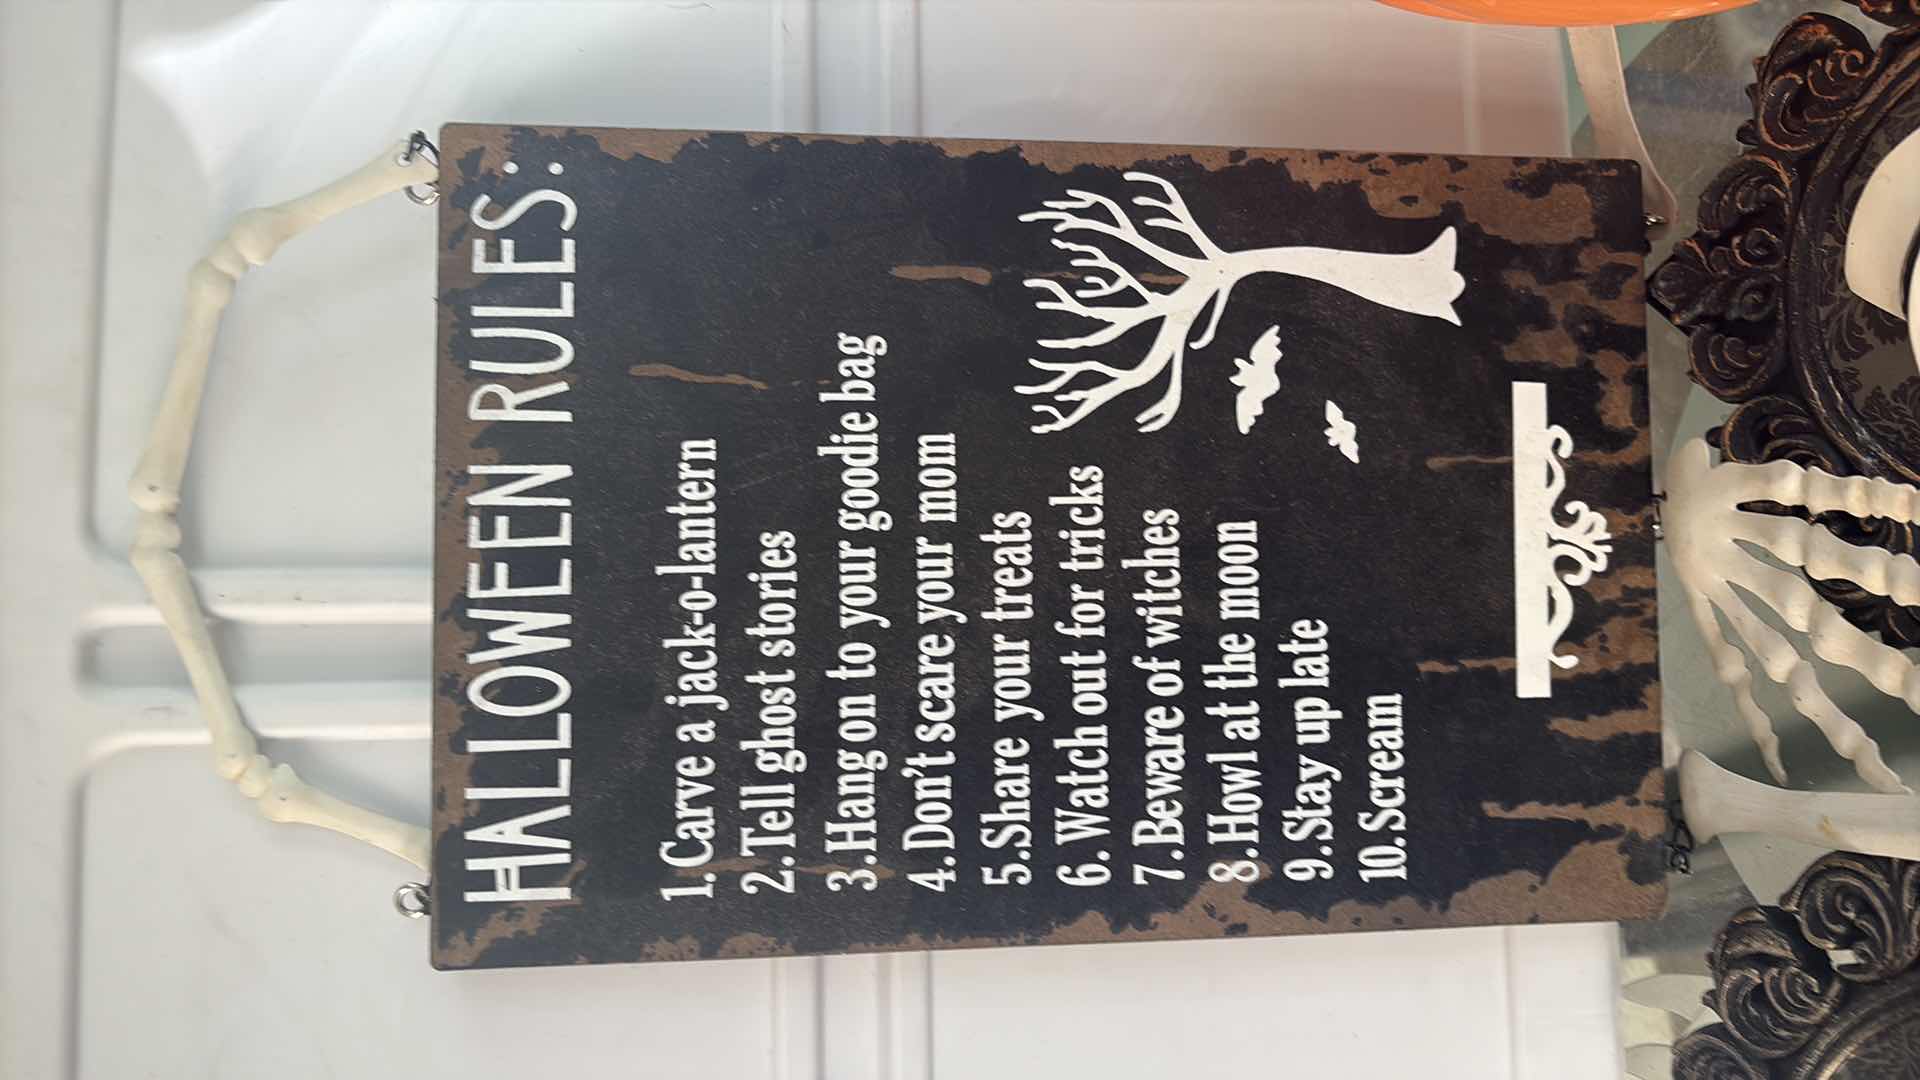 HALLOWEEN RULES:
1. Carve a jack-o-lantern
2. Tell ghost stories
3. Hang on to your goodie bag
4. Don't scare your mom
5. Share your treats
6. Watch out for tricks
7. Beware of witches
8. Howl at the moon
9. Stay up late
10. Scream